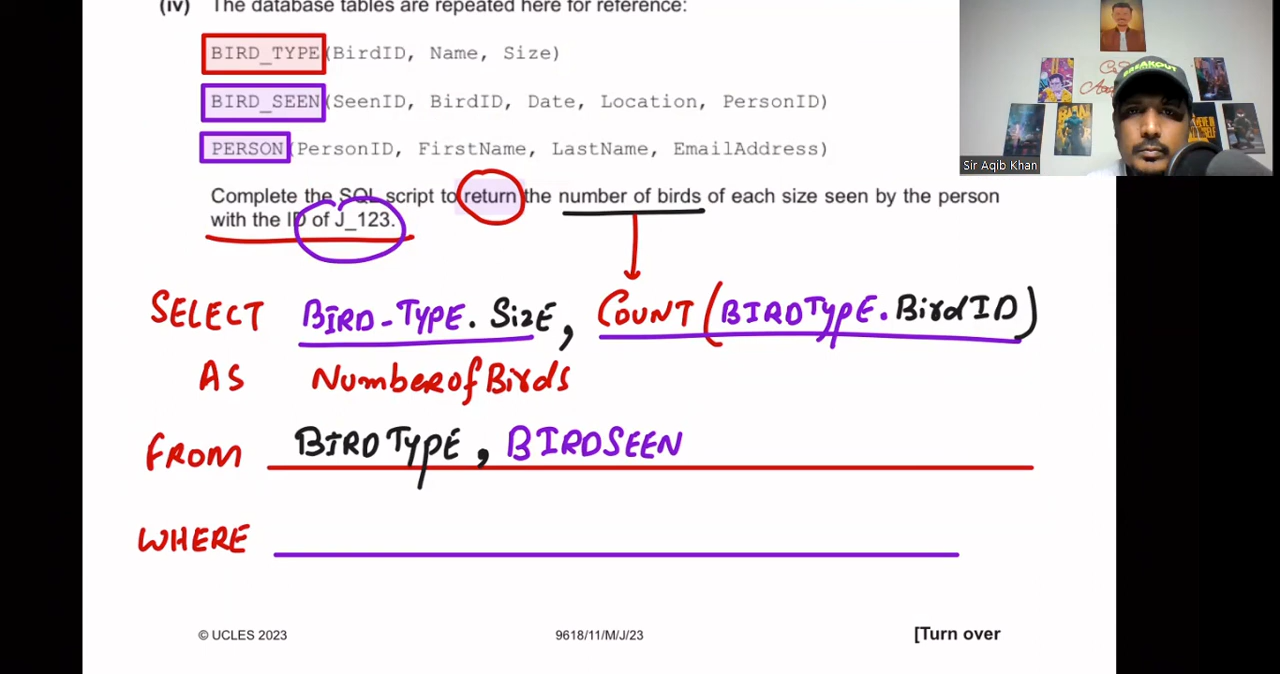 (iv) The database tables are repeated here for reference:
BIRD_TYPE(BirdID, Name, Size)
BIRD_SEEN(SeenID, BirdID, Date, Location, PersonID)
PERSON(PersonID, FirstName, LastName, EmailAddress)
Complete the SQL script to return the number of birds of each size seen by the person
with the ID of J_123.
SELECT BIRD-TYPE.SizE, COUNT(BIRDTYPE.BirdID)
AS NumberofBirds
FROM BIRDTYPE, BIRDSEEN
WHERE
© UCLES 2023 9618/11/M/J/23 [Turn over
BREAKOUT
Sir Aqib Khan